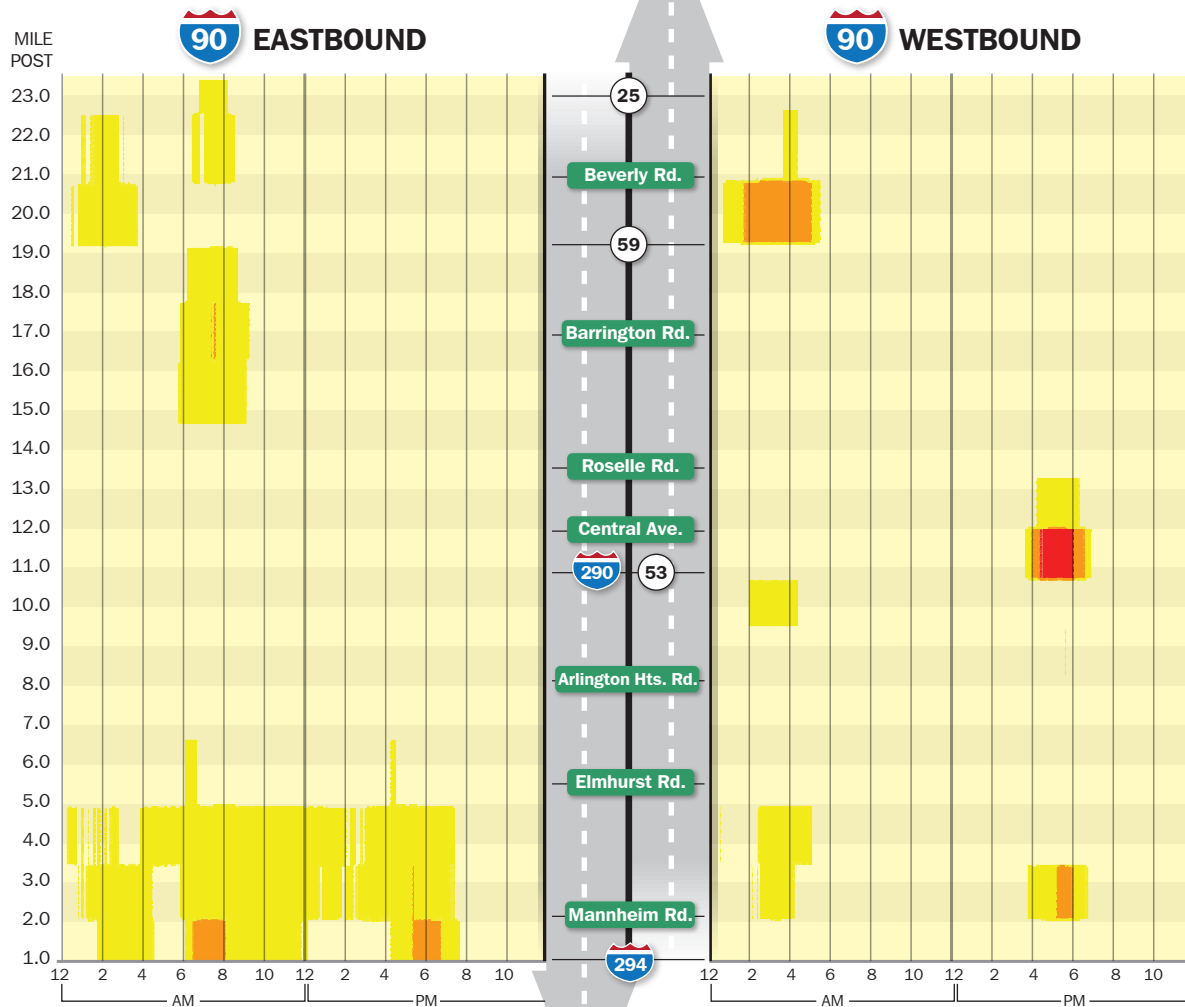 MILE
POST
90 EASTBOUND
90 WESTBOUND
23.0
22.0
21.0
20.0
19.0
18.0
17.0
16.0
15.0
14.0
13.0
12.0
11.0
10.0
9.0
8.0
7.0
6.0
5.0
4.0
3.0
2.0
1.0
25
Beverly Rd.
59
Barrington Rd.
Roselle Rd.
Central Ave.
290 53
Arlington Hts. Rd.
Elmhurst Rd.
Mannheim Rd.
294
12 2 4 6 8 10 12 2 4 6 8 10
AM PM
12 2 4 6 8 10 12 2 4 6 8 10
AM PM